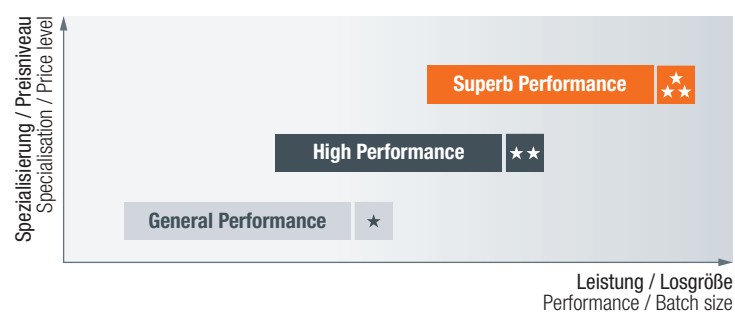 Spezialisierung / Preisniveau
Specialisation / Price level
Superb Performance
High Performance
General Performance
Leistung / Losgröße
Performance / Batch size